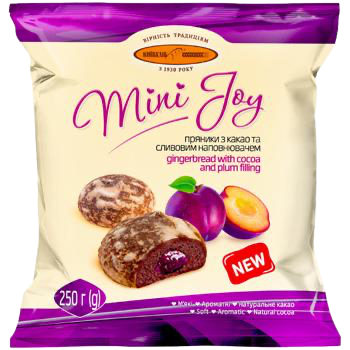 ВІРНІСТЬ ТРАДИЦІЯМ
КИЇВХЛІБ
З 1930 РОКУ
Mini Joy
ПРЯНИКИ З КАКАО ТА
СЛИВОВИМ НАПОВНЮВАЧЕМ
gingerbread with cocoa
and plum filling
NEW
250 г (g)
М'які Ароматні натуральне какао
Soft Aromatic Natural cocoa